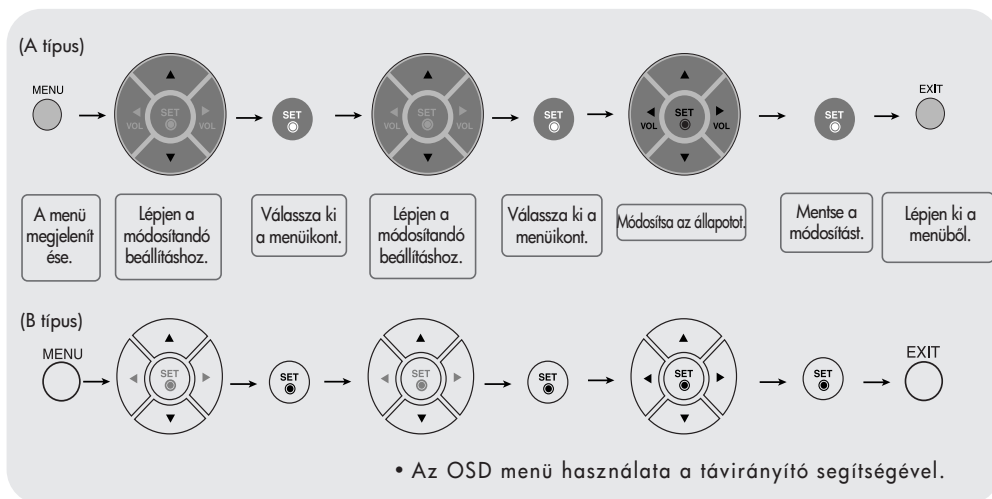 (A típus)
MENU
SET
VOL
VOL
SET
SET
VOL
VOL
SET
SET
VOL
VOL
SET
EXIT
A menü
megjelenít
ése.
Lépjen a
módosítandó
beállításhoz.
Válassza ki
a menüikont.
Lépjen a
módosítandó
beállításhoz.
Válassza ki a
menüikont.
Módosítsa az állapotot.
Mentse a
módosítást.
Lépjen ki a
menüből.
(B típus)
MENU
SET
SET
SET
SET
SET
SET
EXIT
• Az OSD menü használata a távirányító segítségével.